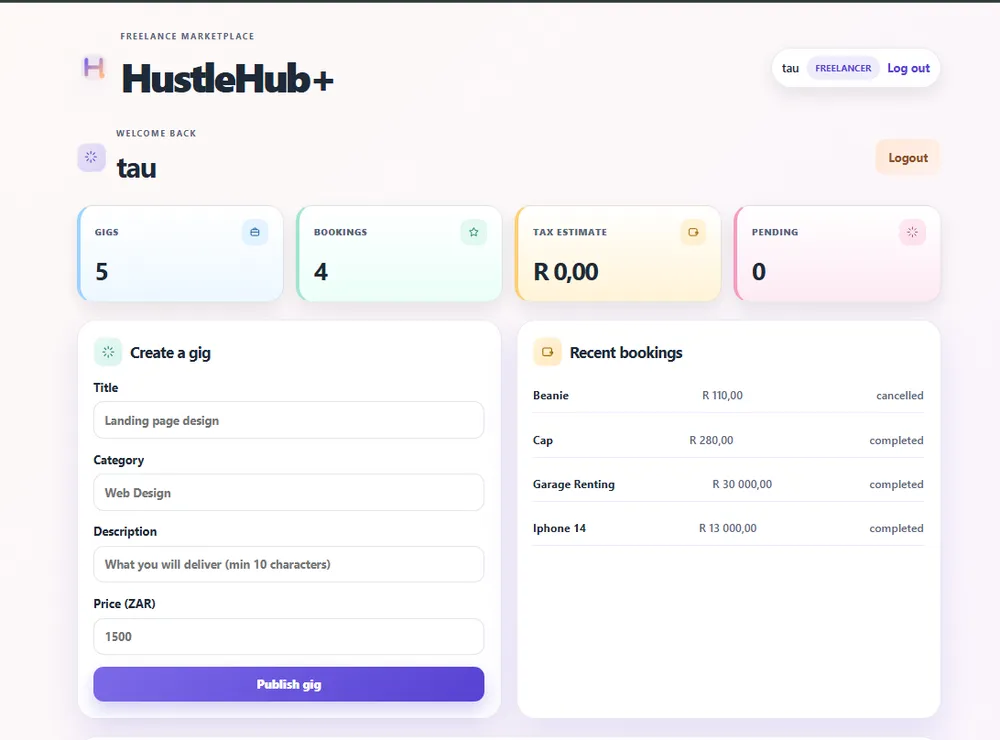 FREELANCE MARKETPLACE
HustleHub+
tau FREELANCER Log out
WELCOME BACK
tau
Logout
GIGS
5
BOOKINGS
4
TAX ESTIMATE
R 0,00
PENDING
0
Create a gig
Title
Landing page design
Category
Web Design
Description
What you will deliver (min 10 characters)
Price (ZAR)
1500
Publish gig
Recent bookings
Beanie R 110,00 cancelled
Cap R 280,00 completed
Garage Renting R 30 000,00 completed
Iphone 14 R 13 000,00 completed